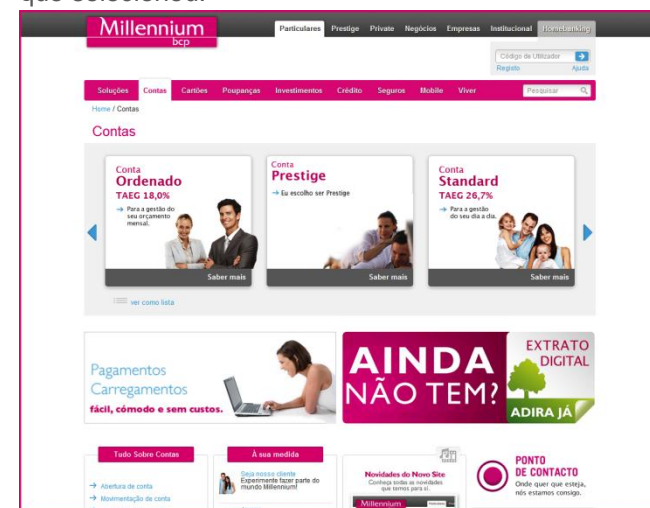 que selecionou.
Millennium
bcp
Particulares Prestige Private Negócios Empresas Institucional Homebanking
Código de Utilizador
Registo Ajuda
Soluções Contas Cartões Poupanças Investimentos Crédito Seguros Mobile Viver Pesquisar
Home / Contas
Contas
Conta
Ordenado
TAEG 18,0%
Para a gestão do
seu orçamento
mensal.
Saber mais
Conta
Prestige
Eu escolho ser Prestige
Saber mais
Conta
Standard
TAEG 26,7%
Para a gestão
do seu dia a dia.
Saber mais
ver como lista
Pagamentos
Carregamentos
fácil, cómodo e sem custos.
AINDA
NÃO TEM?
EXTRATO
DIGITAL
ADIRA JÁ
Tudo Sobre Contas
Abertura de conta
Movimentação de conta
À sua medida
Seja nosso cliente
Experimente fazer parte do
mundo Millennium!
Novidades do Novo Site
Conheça todas as novidades
que temos para si.
Millennium
PONTO
DE CONTACTO
Onde quer que esteja,
nós estamos consigo.